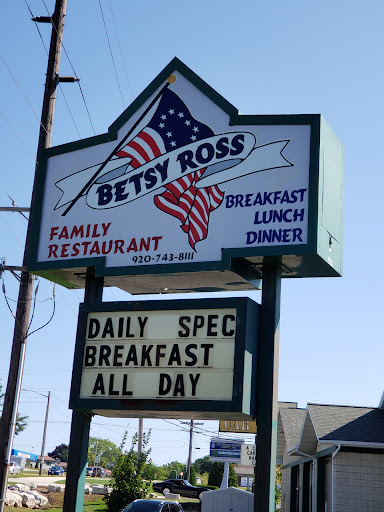 BETSY ROSS
FAMILY
RESTAURANT
BREAKFAST
LUNCH
DINNER
920-743-8111
DAILY SPEC
BREAKFAST
ALL DAY